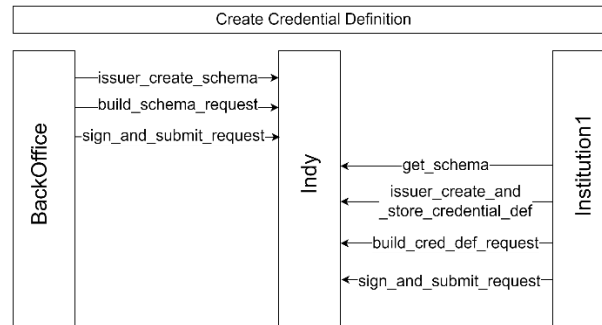 Create Credential Definition
BackOffice
issuer_create_schema
build_schema_request
sign_and_submit_request
Indy
get_schema
issuer_create_and
_store_credential_def
build_cred_def_request
sign_and_submit_request
Institution1